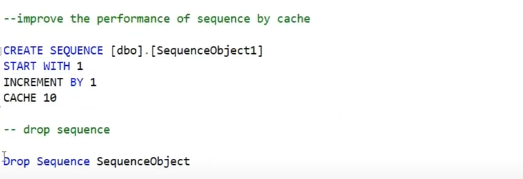 --improve the performance of sequence by cache
CREATE SEQUENCE [dbo].[SequenceObject1]
START WITH 1
INCREMENT BY 1
CACHE 10
-- drop sequence
Drop Sequence SequenceObject